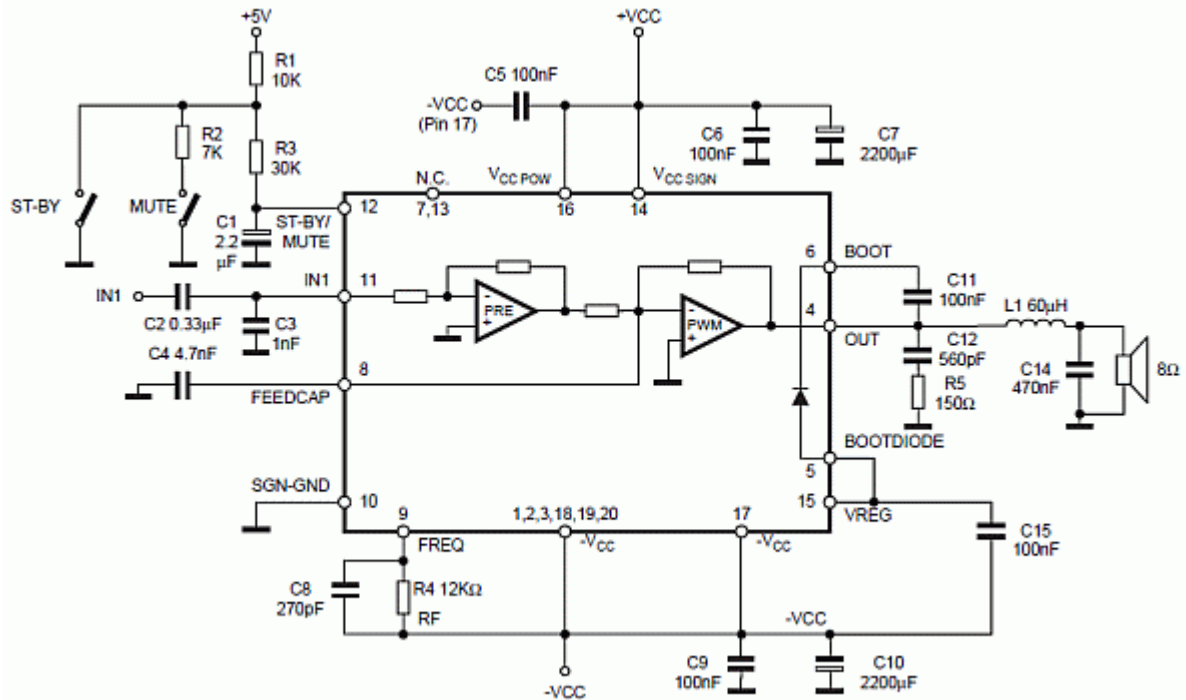 +5V
R1
10K
R2
7K
R3
30K
ST-BY
MUTE
C1
2.2
µF
12
ST-BY/
MUTE
C5 100nF
-VCC
(Pin 17)
+VCC
C6
100nF
C7
2200µF
N.C.
7,13
VCC POW
16
VCC SIGN
14
IN1
C2 0.33µF
C3
1nF
IN1
11
PRE
-
+
PWM
-
+
C4 4.7nF
8
FEEDCAP
6
BOOT
C11
100nF
4
OUT
L1 60µH
C12
560pF
R5
150Ω
C14
470nF
8Ω
BOOTDIODE
5
15
VREG
C15
100nF
SGN-GND
10
9
FREQ
1,2,3,18,19,20
-VCC
17
-VCC
C8
270pF
R4 12KΩ
RF
-VCC
-VCC
C9
100nF
C10
2200µF